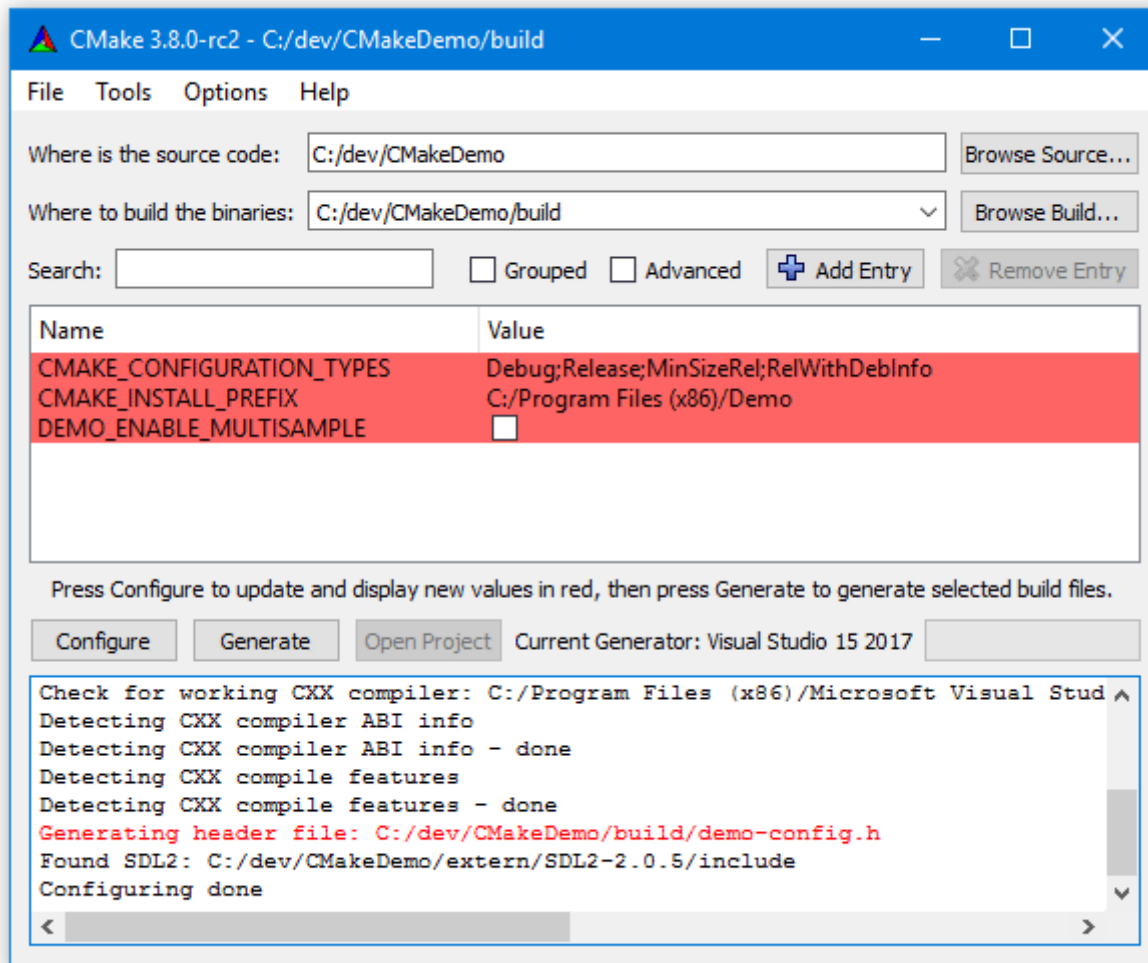 CMake 3.8.0-rc2 - C:/dev/CMakeDemo/build
File Tools Options Help
Where is the source code: C:/dev/CMakeDemo Browse Source...
Where to build the binaries: C:/dev/CMakeDemo/build Browse Build...
Search: Grouped Advanced Add Entry Remove Entry
Name Value
CMAKE_CONFIGURATION_TYPES Debug;Release;MinSizeRel;RelWithDebInfo
CMAKE_INSTALL_PREFIX C:/Program Files (x86)/Demo
DEMO_ENABLE_MULTISAMPLE
Press Configure to update and display new values in red, then press Generate to generate selected build files.
Configure Generate Open Project Current Generator: Visual Studio 15 2017
Check for working CXX compiler: C:/Program Files (x86)/Microsoft Visual Stud
Detecting CXX compiler ABI info
Detecting CXX compiler ABI info - done
Detecting CXX compile features
Detecting CXX compile features - done
Generating header file: C:/dev/CMakeDemo/build/demo-config.h
Found SDL2: C:/dev/CMakeDemo/extern/SDL2-2.0.5/include
Configuring done